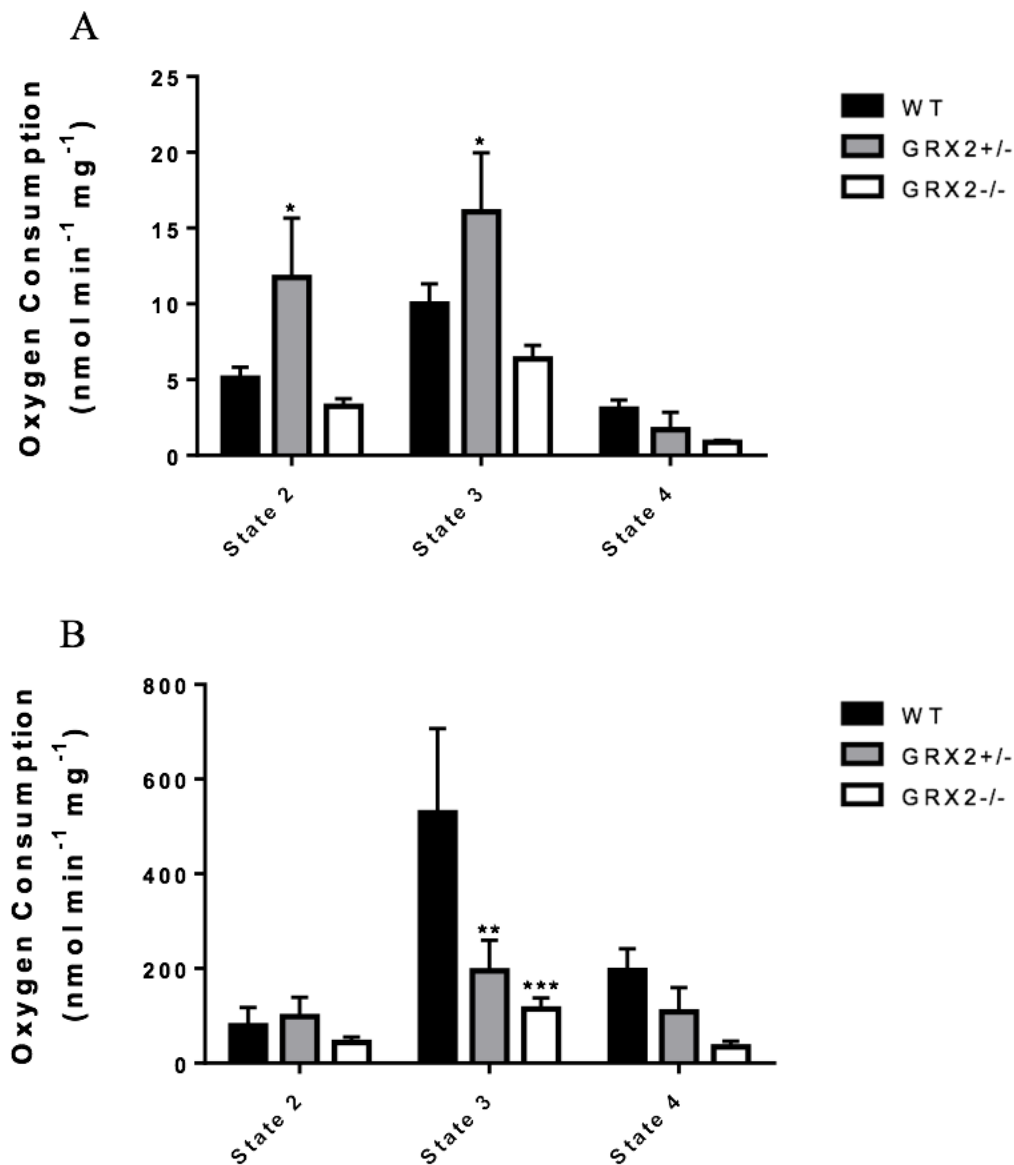 A
Oxygen Consumption
(nmol min⁻¹ mg⁻¹)
25
20
15
10
5
0
*
*
State 2
State 3
State 4
WT
GRX2+/-
GRX2-/-
B
Oxygen Consumption
(nmol min⁻¹ mg⁻¹)
800
600
400
200
0
**
***
State 2
State 3
State 4
WT
GRX2+/-
GRX2-/-